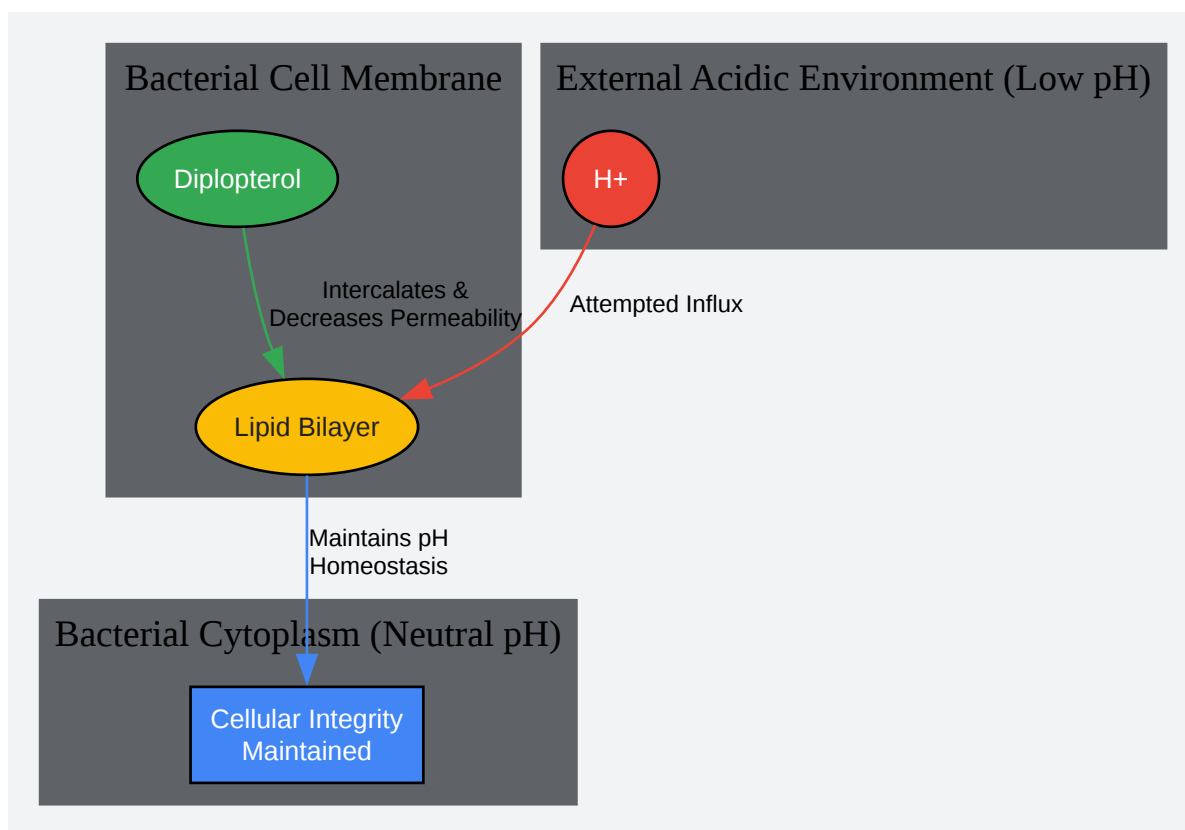 Bacterial Cell Membrane
External Acidic Environment (Low pH)
Diplopterol
H+
Intercalates &
Decreases Permeability
Attempted Influx
Lipid Bilayer
Maintains pH
Homeostasis
Bacterial Cytoplasm (Neutral pH)
Cellular Integrity
Maintained